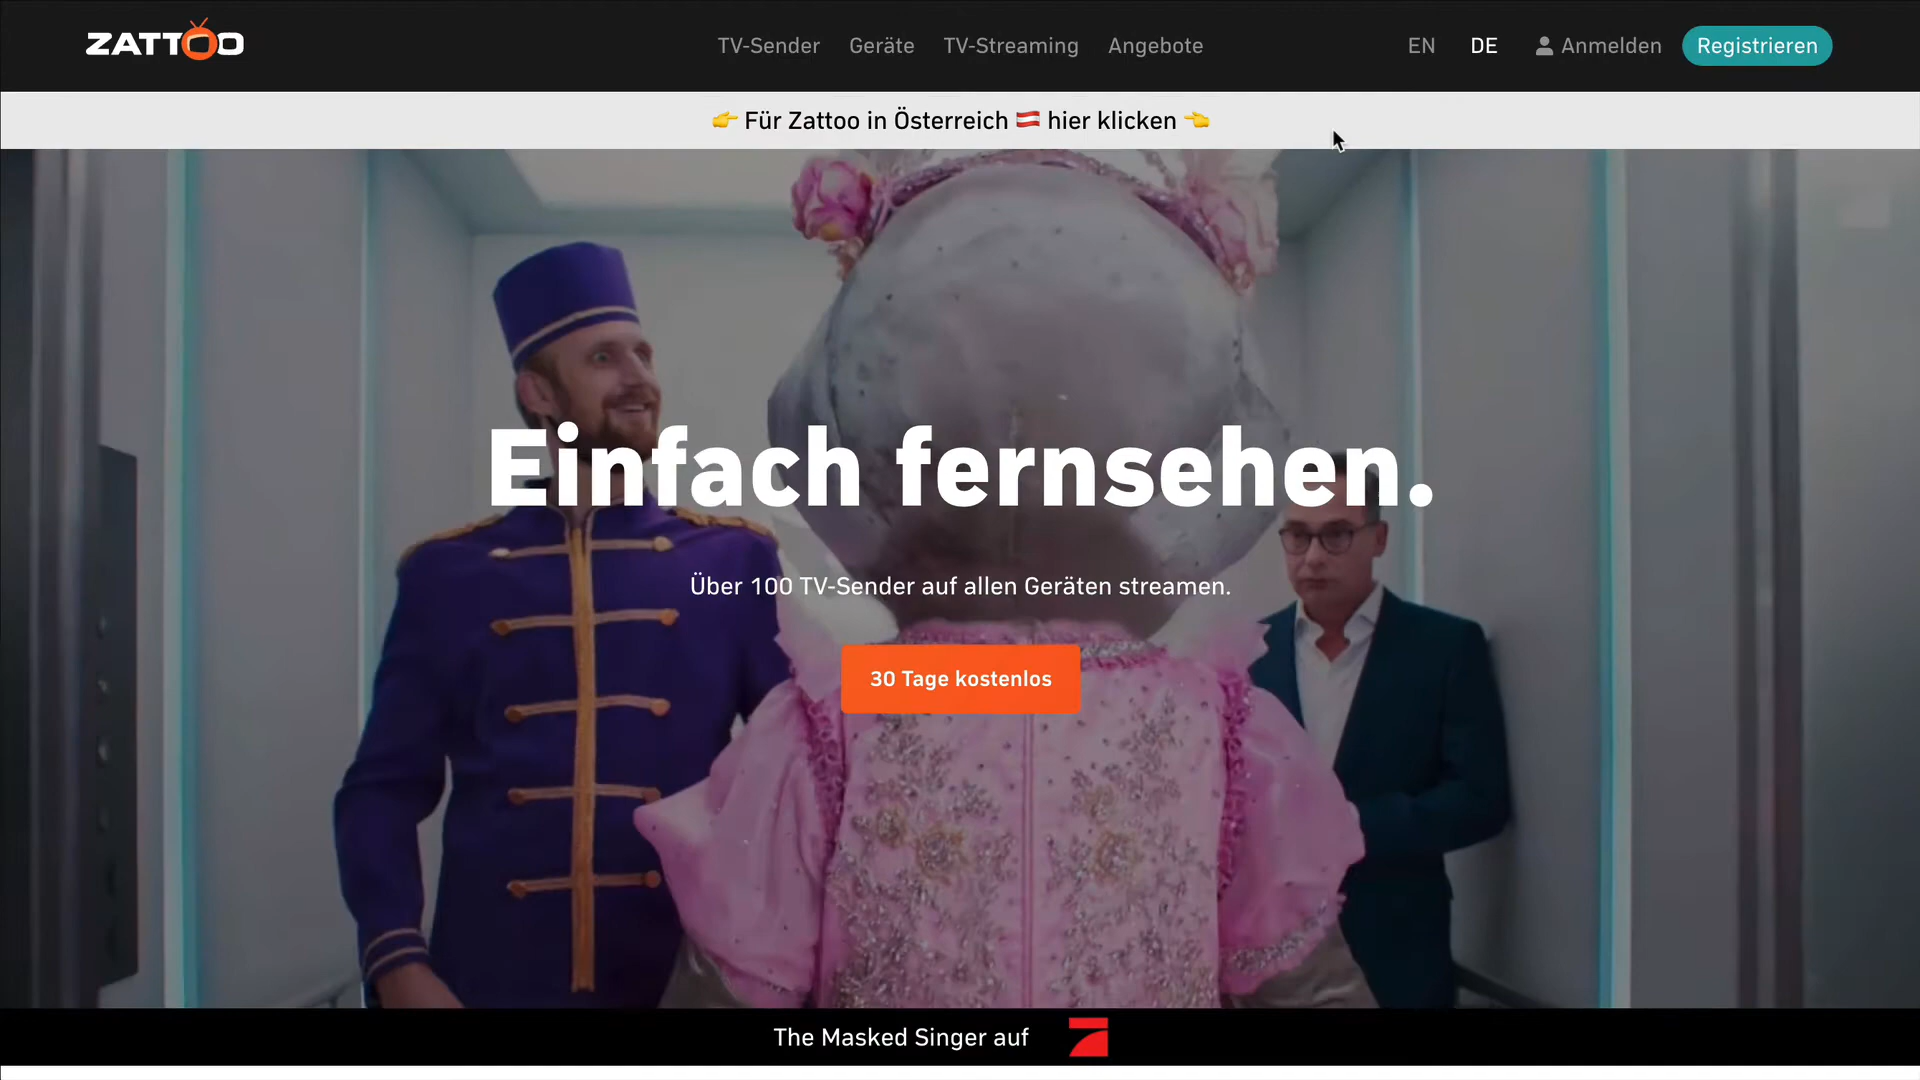 ZATTOO
TV-Sender Geräte TV-Streaming Angebote
EN DE Anmelden Registrieren
👉 Für Zattoo in Österreich 🇦🇹 hier klicken 👈
Einfach fernsehen.
Über 100 TV-Sender auf allen Geräten streamen.
30 Tage kostenlos
The Masked Singer auf